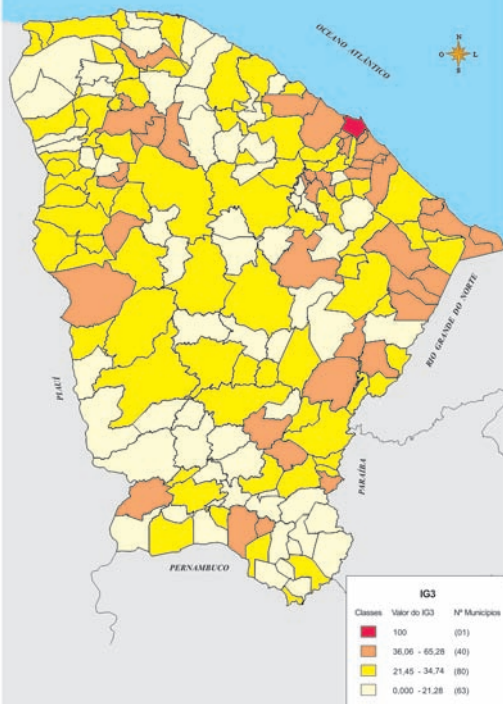 OCEANO ATLÂNTICO
N
O L
S
RIO GRANDE DO NORTE
PIAUÍ
PARAÍBA
PERNAMBUCO
IG3
Classes Valor do IG3 Nº Municípios
100 (01)
36,06 - 65,28 (40)
21,45 - 34,74 (80)
0.000 - 21,28 (63)